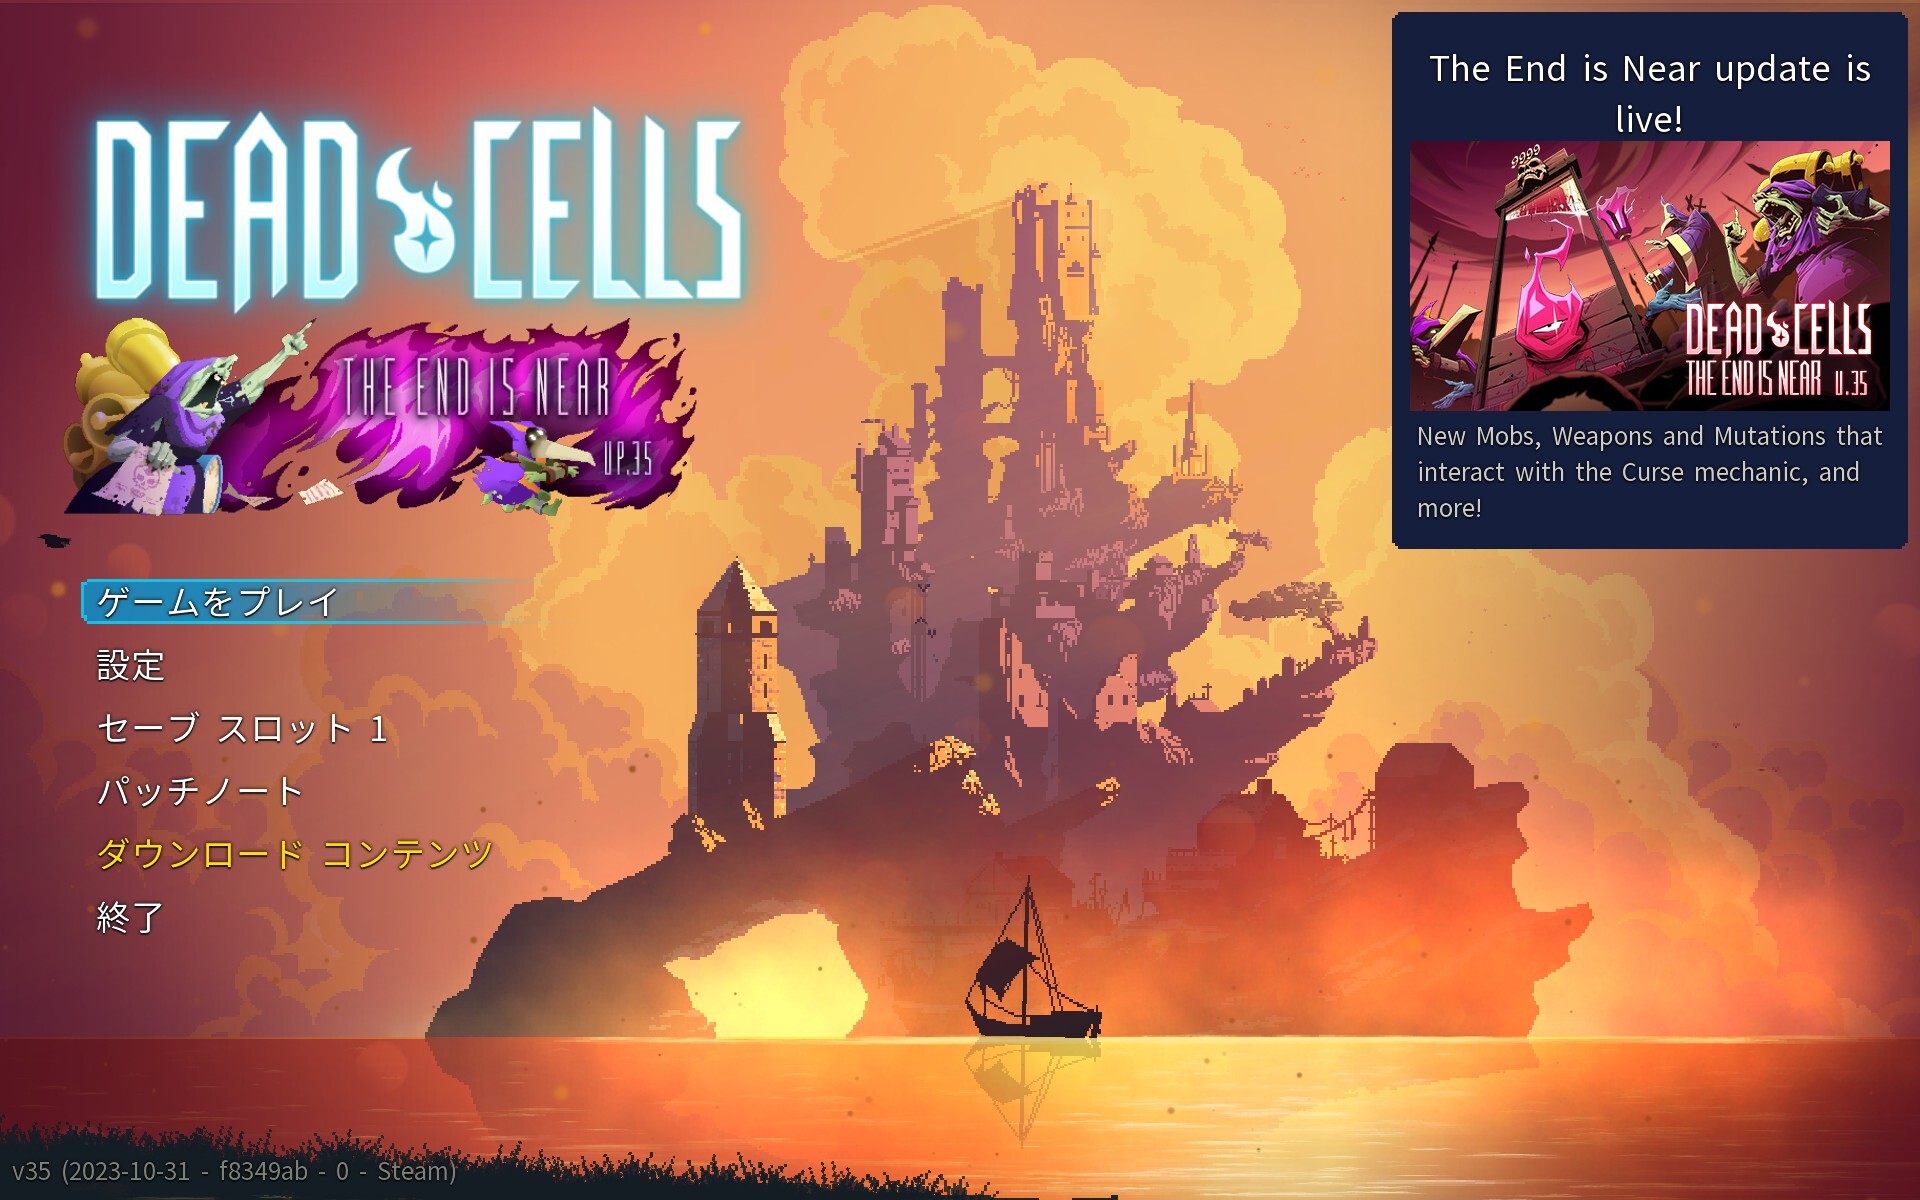 DEAD CELLS
THE END IS NEAR
UP.35
ゲームをプレイ
設定
セーブ スロット 1
パッチノート
ダウンロード コンテンツ
終了
v35 (2023-10-31 - f8349ab - 0 - Steam)
The End is Near update is
live!
9999
DEAD CELLS
THE END IS NEAR U.35
New Mobs, Weapons and Mutations that
interact with the Curse mechanic, and
more!